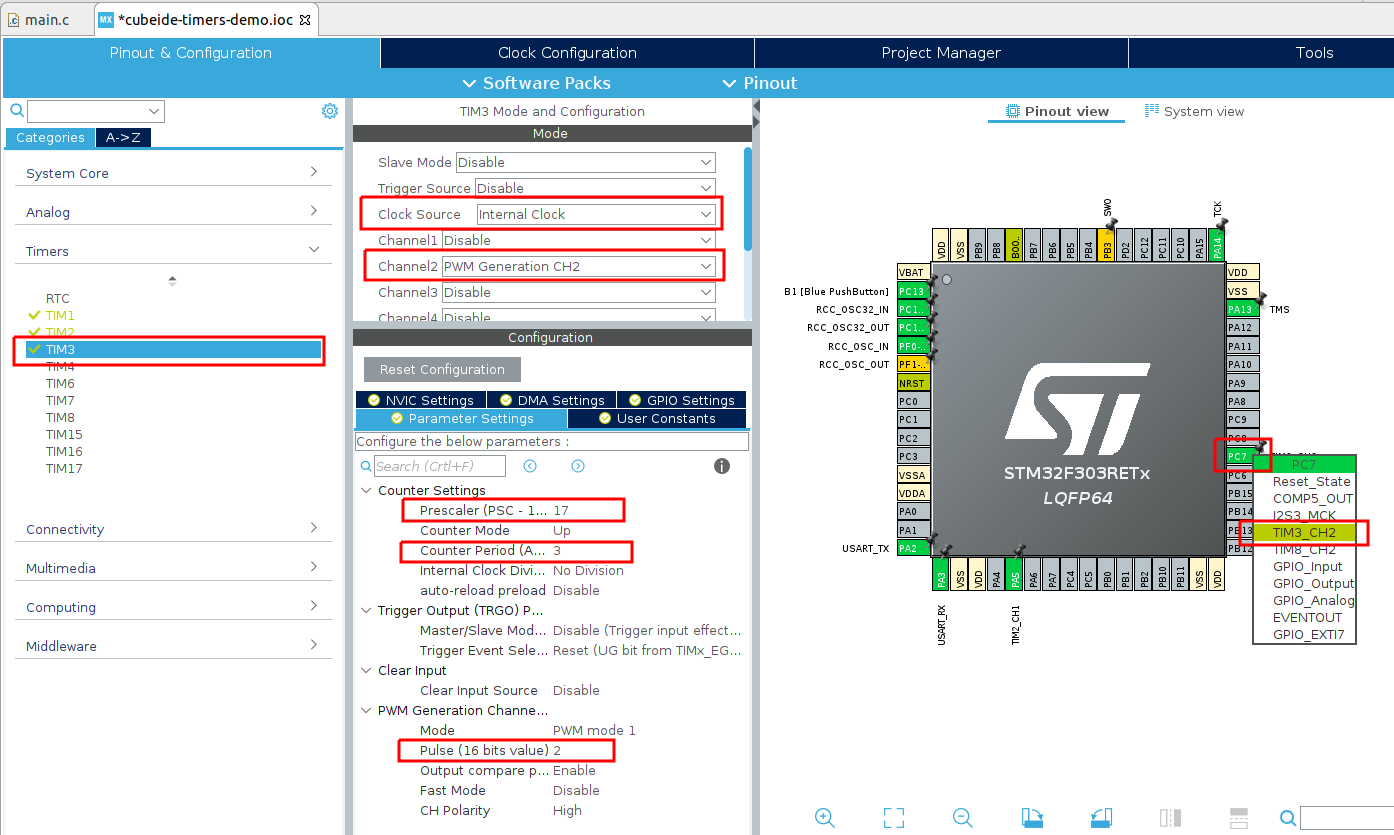 main.c
MX *cubeide-timers-demo.ioc
Pinout & Configuration
Clock Configuration
Project Manager
Tools
Software Packs
Pinout
Categories
A->Z
System Core
Analog
Timers
RTC
TIM1
TIM2
TIM3
TIM4
TIM6
TIM7
TIM8
TIM15
TIM16
TIM17
Connectivity
Multimedia
Computing
Middleware
TIM3 Mode and Configuration
Mode
Slave Mode Disable
Trigger Source Disable
Clock Source Internal Clock
Channel1 Disable
Channel2 PWM Generation CH2
Channel3 Disable
Channel4 Disable
Configuration
Reset Configuration
NVIC Settings
DMA Settings
GPIO Settings
Parameter Settings
User Constants
Configure the below parameters :
Search (Crtl+F)
Counter Settings
Prescaler (PSC - 1... 17
Counter Mode Up
Counter Period (A... 3
Internal Clock Divi... No Division
auto-reload preload Disable
Trigger Output (TRGO) P...
Master/Slave Mod... Disable (Trigger input effect...
Trigger Event Sele... Reset (UG bit from TIMx_EG...
Clear Input
Clear Input Source Disable
PWM Generation Channe...
Mode PWM mode 1
Pulse (16 bits value) 2
Output compare p... Enable
Fast Mode Disable
CH Polarity High
Pinout view
System view
SWO
TCK
VDD
VSS
PB9
PB8
BOO..
PB7
PB6
PB5
PB4
PB3
PD2
PC12
PC11
PC10
PA15
PA14
VBAT
B1 [Blue PushButton] PC13
RCC_OSC32_IN PC1..
RCC_OSC32_OUT PC1..
RCC_OSC_IN PF0-..
RCC_OSC_OUT PF1-..
NRST
PC0
PC1
PC2
PC3
VSSA
VDDA
PA0
PA1
USART_TX PA2
STM32F303RETx
LQFP64
VDD
VSS
PA13 TMS
PA12
PA11
PA10
PA9
PA8
PC9
PC8
PC7
PC6
PB15
PB14
PB13
PB12
PC7
Reset_State
COMP5_OUT
I2S3_MCK
TIM3_CH2
TIM8_CH2
GPIO_Input
GPIO_Output
GPIO_Analog
EVENTOUT
GPIO_EXTI7
PA3
VSS
VDD
PA4
PA5
PA6
PA7
PC4
PC5
PB0
PB1
PB2
PB10
PB11
VSS
VDD
USART_RX
TIM2_CH1